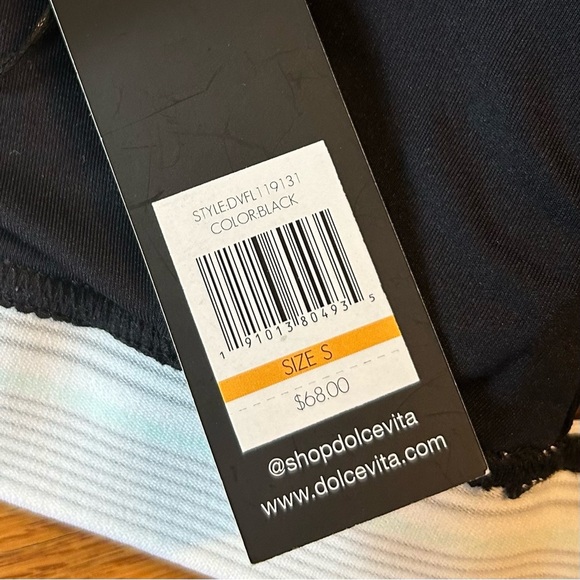 STYLE:DVFL119131
COLOR:BLACK
1 91013 80493 5
SIZE S
$68.00
@shopdolcevita
www.dolcevita.com